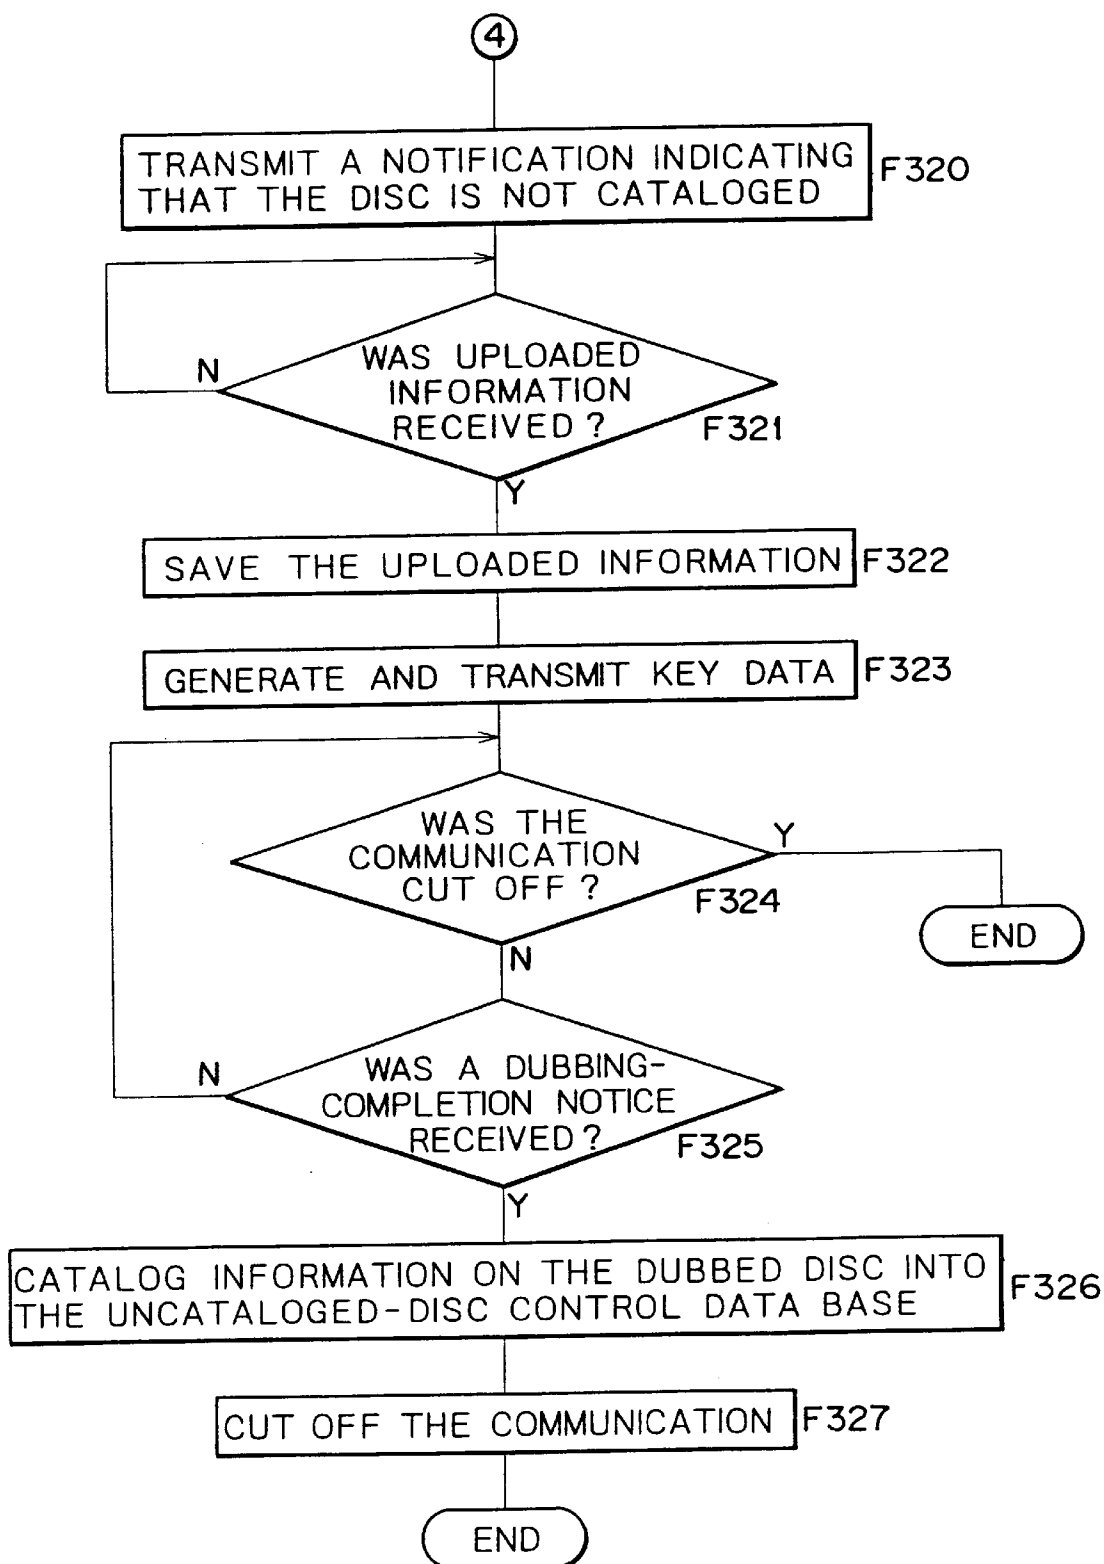 4
TRANSMIT A NOTIFICATION INDICATING
THAT THE DISC IS NOT CATALOGED
F320
N
WAS UPLOADED
INFORMATION
RECEIVED ?
F321
Y
SAVE THE UPLOADED INFORMATION
F322
GENERATE AND TRANSMIT KEY DATA
F323
WAS THE
COMMUNICATION
CUT OFF ?
Y
F324
END
N
N
WAS A DUBBING-
COMPLETION NOTICE
RECEIVED ?
F325
Y
CATALOG INFORMATION ON THE DUBBED DISC INTO
THE UNCATALOGED-DISC CONTROL DATA BASE
F326
CUT OFF THE COMMUNICATION
F327
END